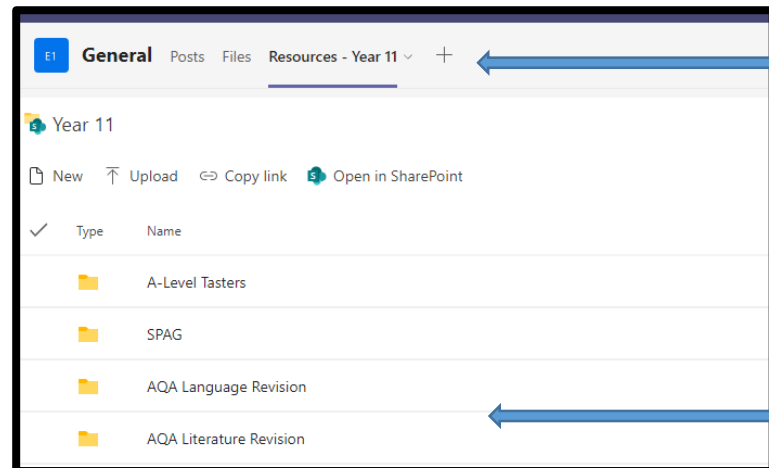 E1 General Posts Files Resources - Year 11
S Year 11
New Upload Copy link S Open in SharePoint
Type Name
A-Level Tasters
SPAG
AQA Language Revision
AQA Literature Revision